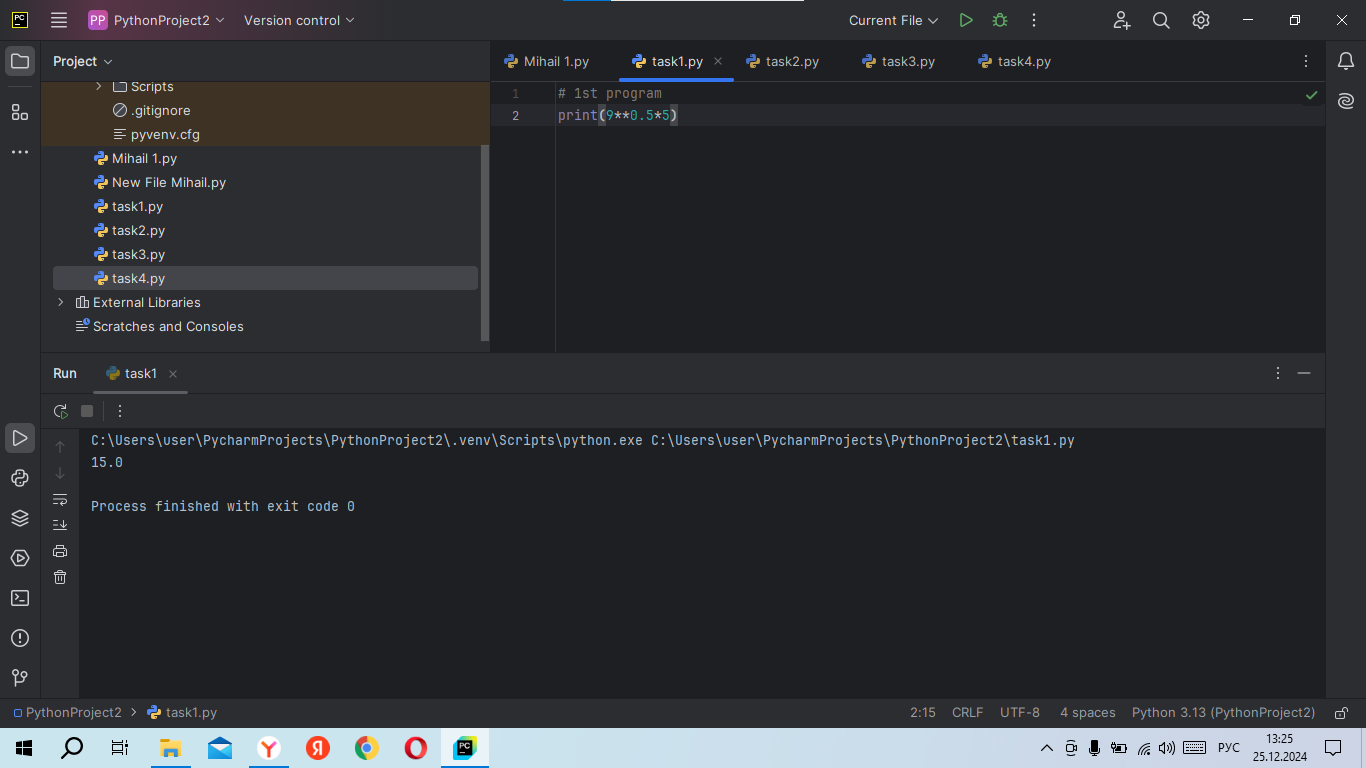 PC PP PythonProject2 Version control Current File
Project
Scripts
.gitignore
pyvenv.cfg
Mihail 1.py
New File Mihail.py
task1.py
task2.py
task3.py
task4.py
External Libraries
Scratches and Consoles
Mihail 1.py task1.py task2.py task3.py task4.py
1 # 1st program
2 print(9**0.5*5)
Run task1
C:\Users\user\PycharmProjects\PythonProject2\.venv\Scripts\python.exe C:\Users\user\PycharmProjects\PythonProject2\task1.py
15.0
Process finished with exit code 0
PythonProject2 task1.py 2:15 CRLF UTF-8 4 spaces Python 3.13 (PythonProject2)
Y Я PC РУС 13:25
25.12.2024